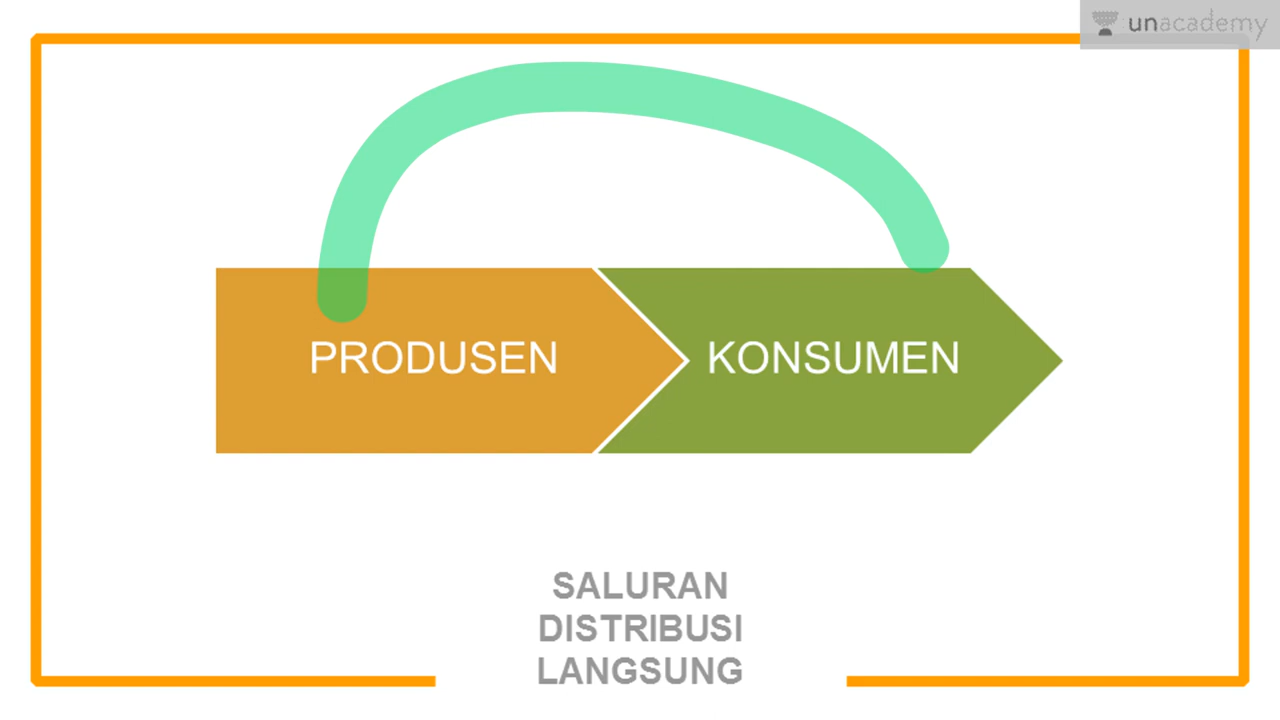 unacademy
PRODUSEN
KONSUMEN
SALURAN
DISTRIBUSI
LANGSUNG